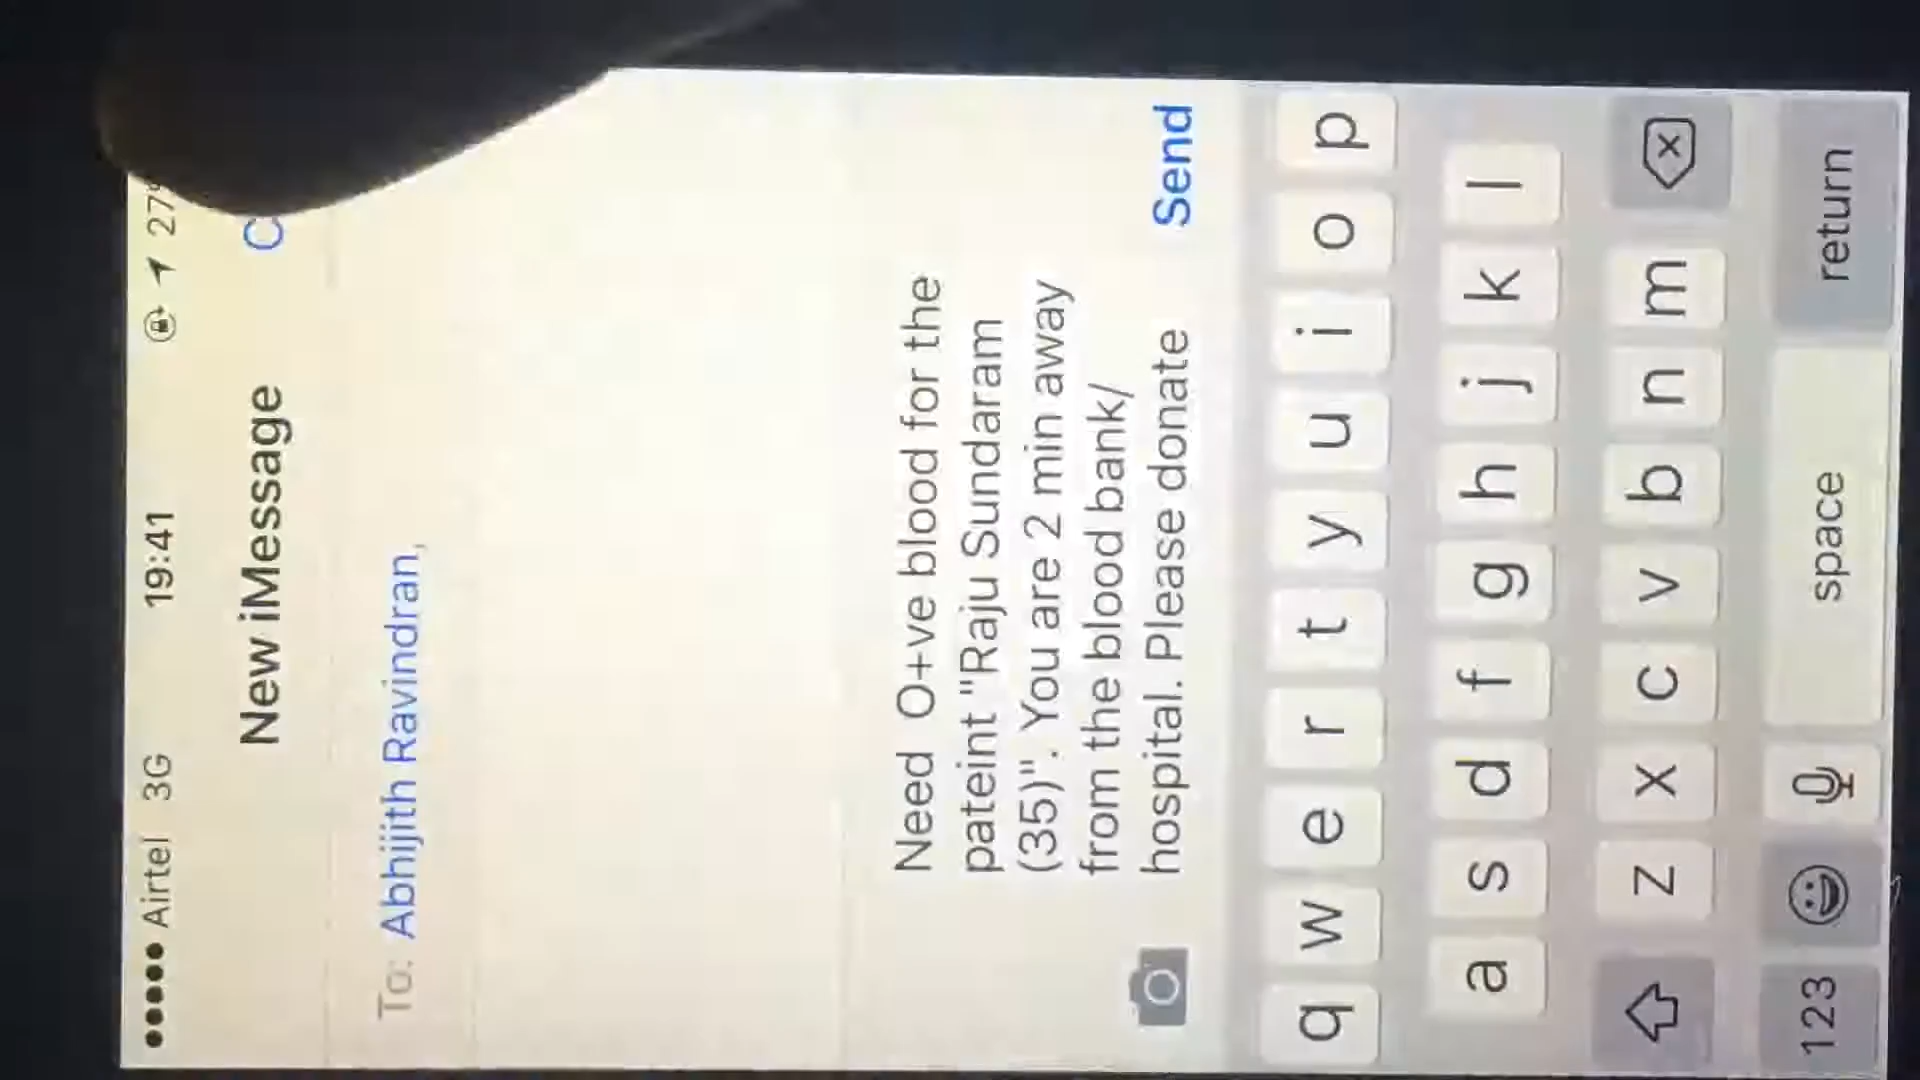 ●●●●● Airtel 3G 19:41
New iMessage
To: Abhijith Ravindran,
Need O+ve blood for the
pateint "Raju Sundaram
(35)". You are 2 min away
from the blood bank/
hospital. Please donate
Send
q w e r t y u i o p
a s d f g h j k l
z x c v b n m
123 space return